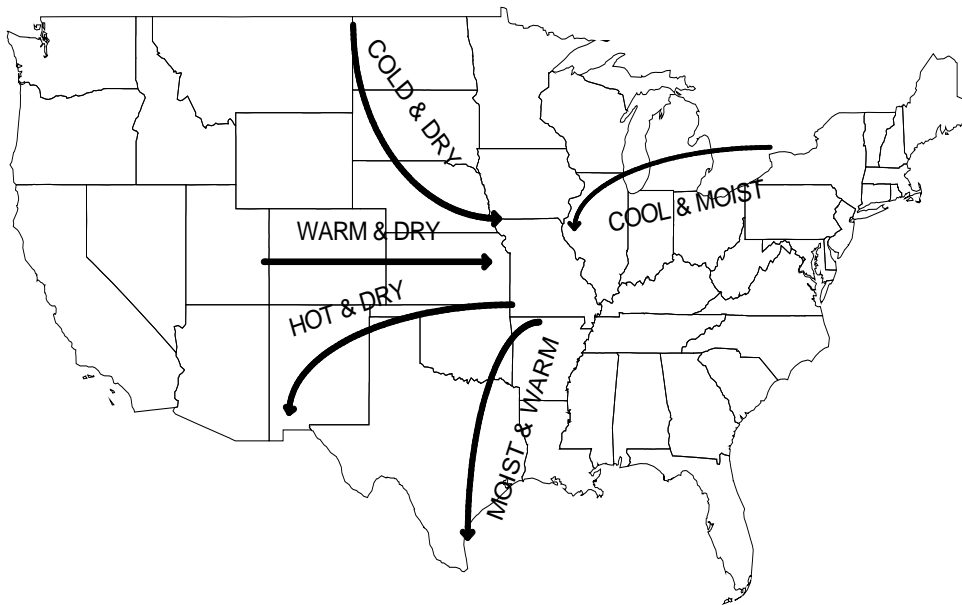 COLD & DRY
COOL & MOIST
WARM & DRY
HOT & DRY
MOIST & WARM